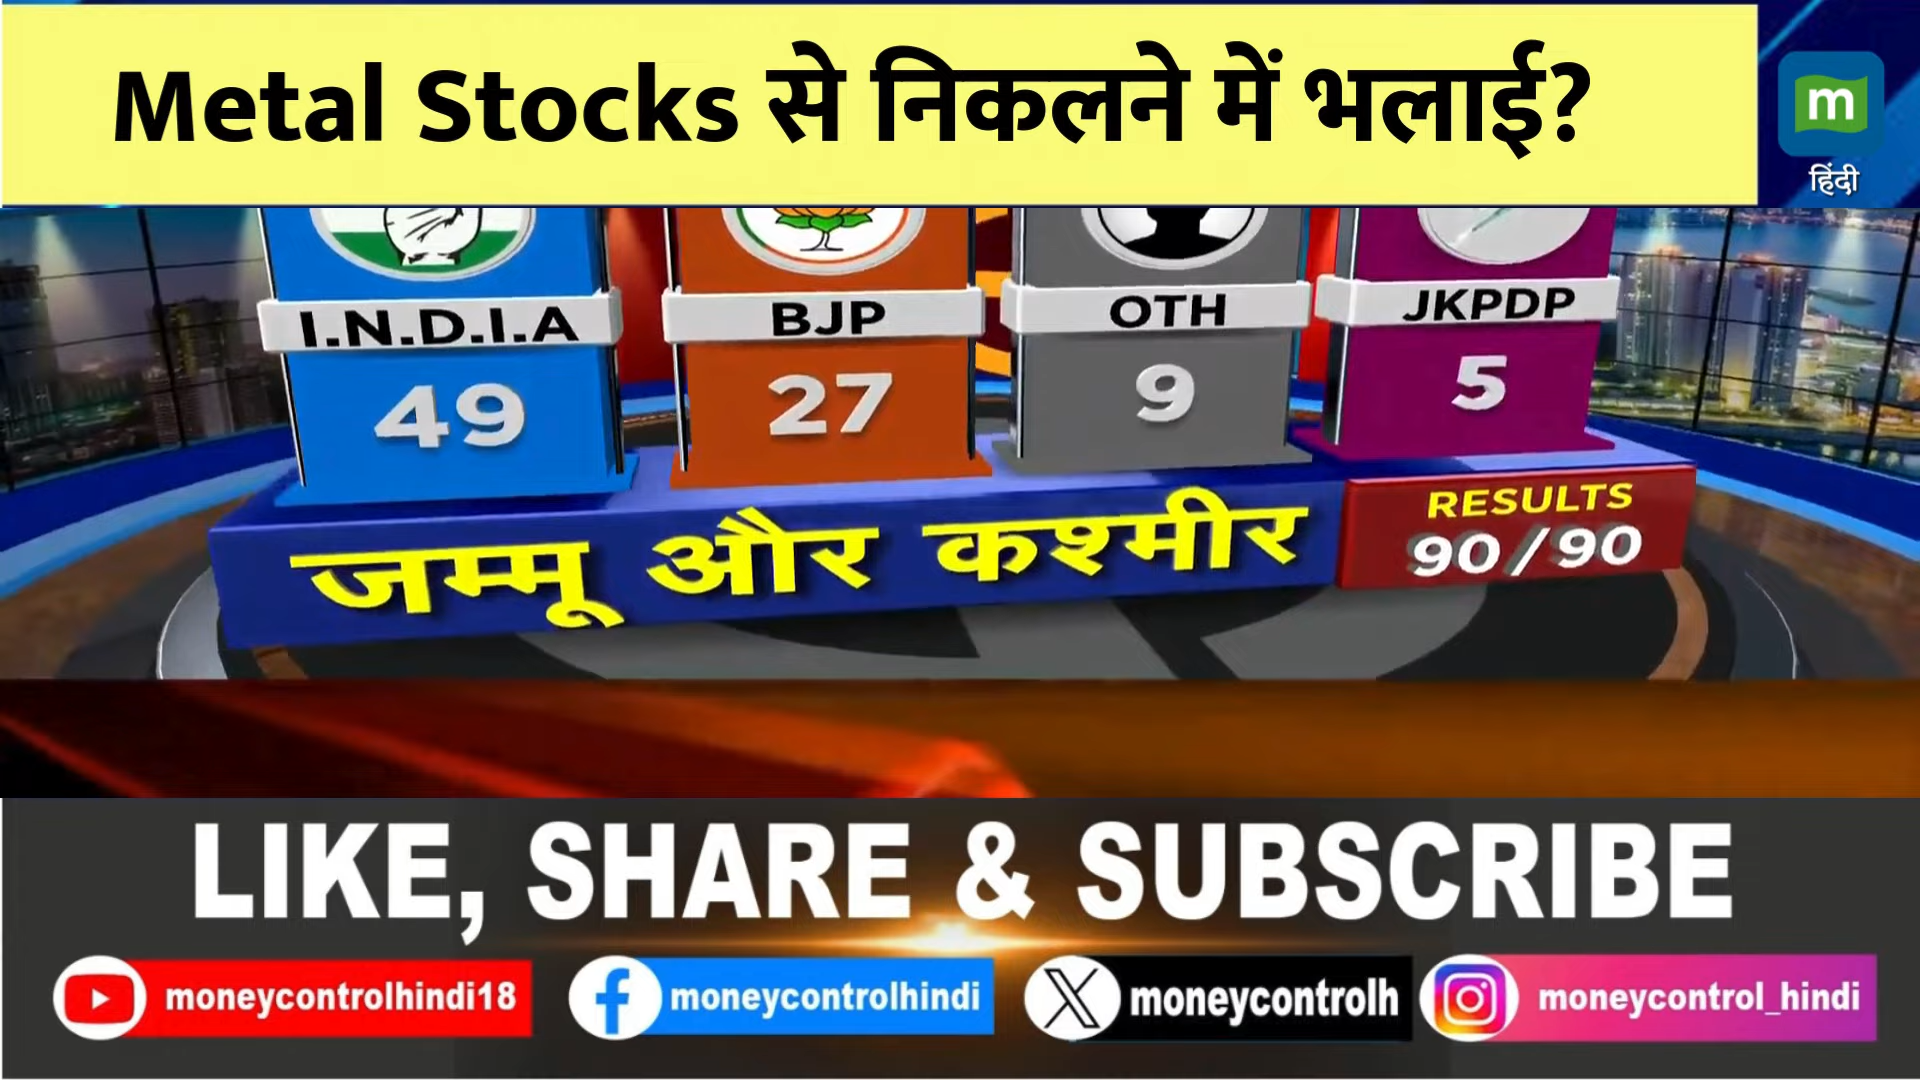 Metal Stocks से निकलने में भलाई?
m
हिंदी
I.N.D.I.A
49
BJP
27
OTH
9
JKPDP
5
जम्मू और कश्मीर
RESULTS
90/90
LIKE, SHARE & SUBSCRIBE
moneycontrolhindi18
moneycontrolhindi
moneycontrolh
moneycontrol_hindi